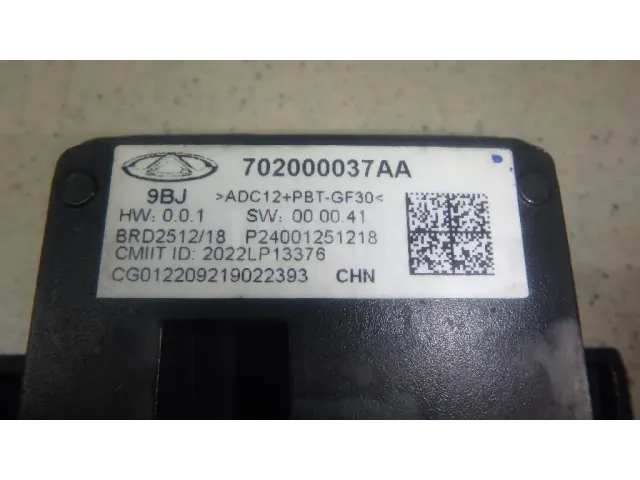 702000037AA
9BJ >ADC12+PBT-GF30<
HW: 0.0.1 SW: 00.00.41
BRD2512/18 P24001251218
CMIIT ID: 2022LP13376
CG012209219022393 CHN